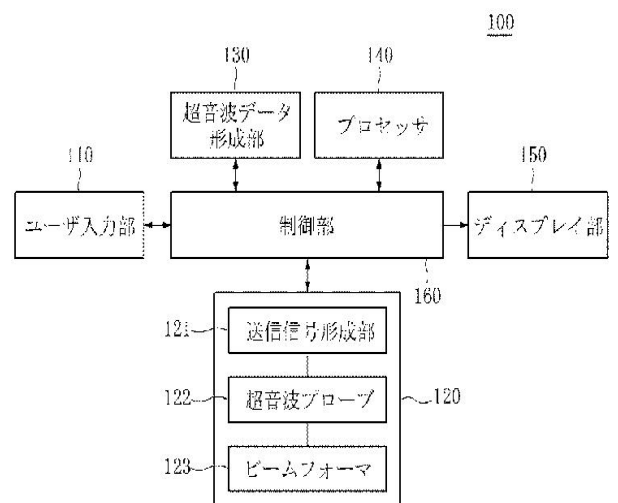 100
130
140
超音波データ
形成部
プロセッサ
110
150
ユーザ入力部
制御部
ディスプレイ部
160
121
送信信号形成部
122
超音波プローブ
120
123
ビームフォーマ